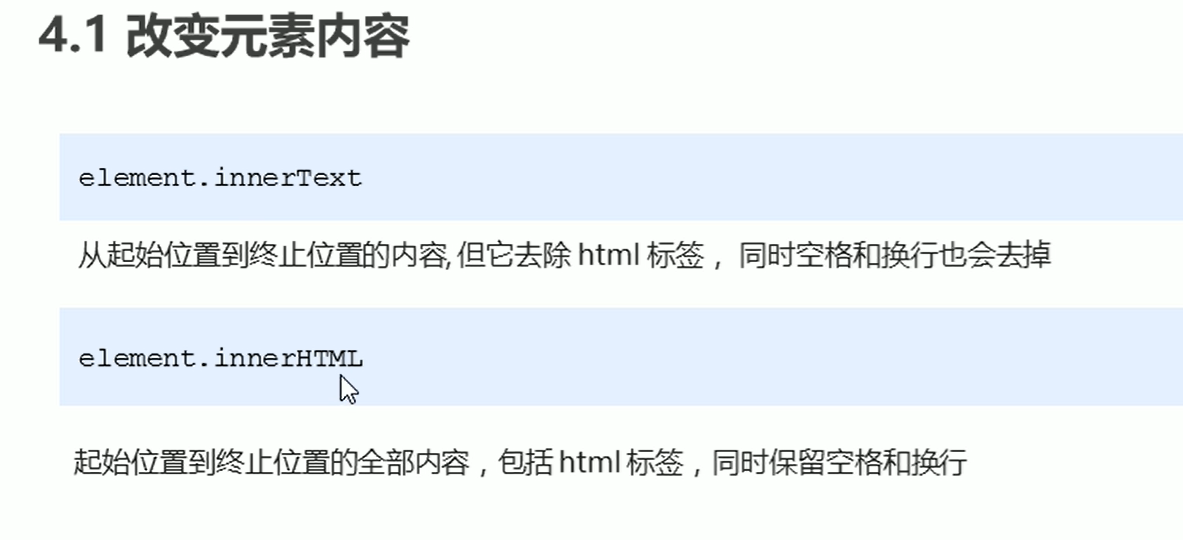 4.1 改变元素内容
element.innerText
从起始位置到终止位置的内容, 但它去除 html 标签， 同时空格和换行也会去掉
element.innerHTML
起始位置到终止位置的全部内容，包括 html 标签，同时保留空格和换行